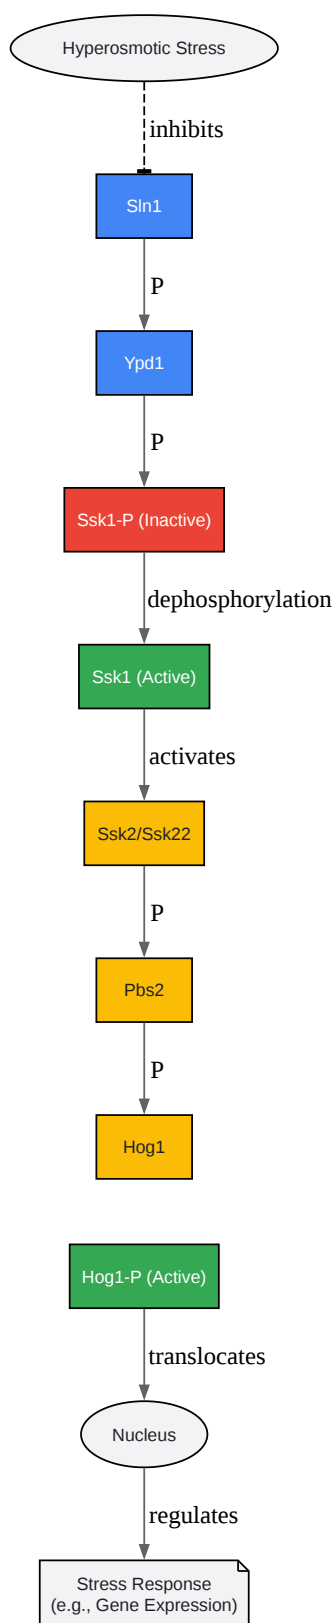 Hyperosmotic Stress
inhibits
Sln1
P
Ypd1
P
Ssk1-P (Inactive)
dephosphorylation
Ssk1 (Active)
activates
Ssk2/Ssk22
P
Pbs2
P
Hog1
Hog1-P (Active)
translocates
Nucleus
regulates
Stress Response
(e.g., Gene Expression)